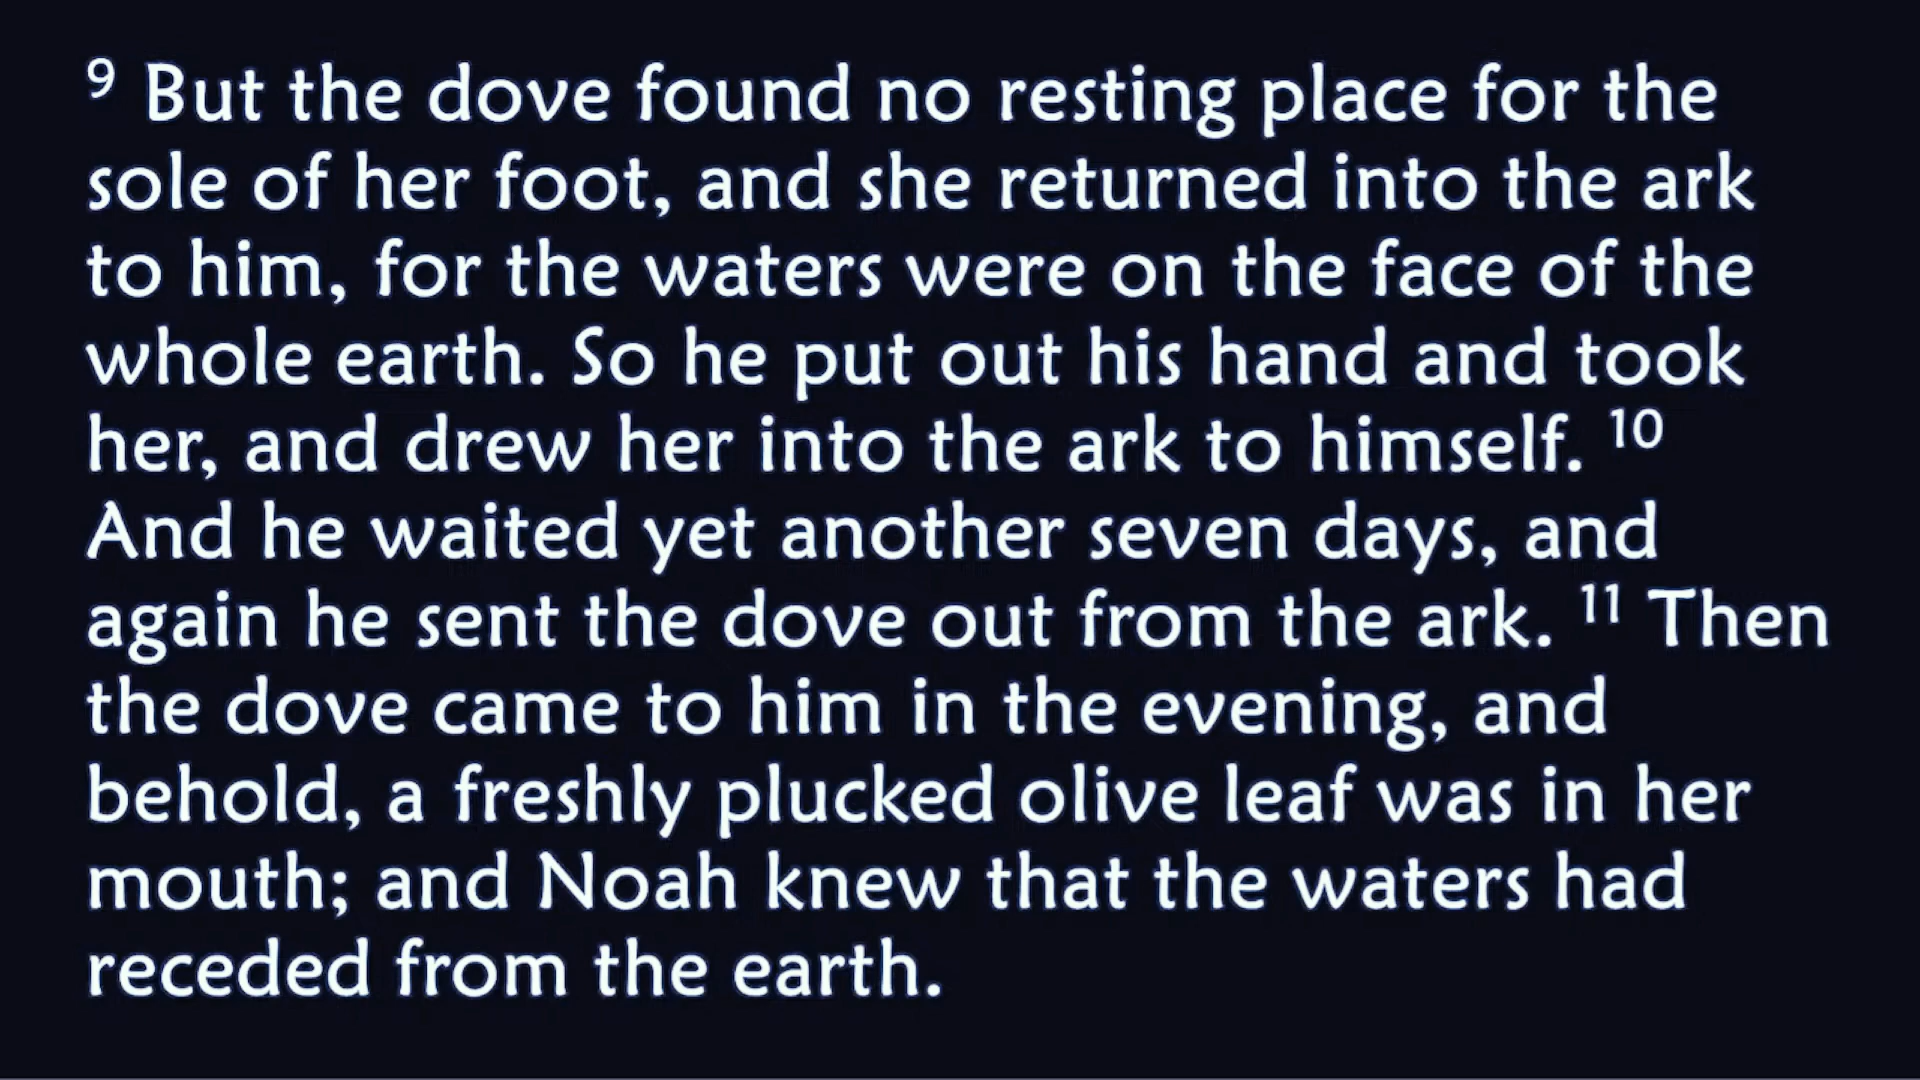 9 But the dove found no resting place for the
sole of her foot, and she returned into the ark
to him, for the waters were on the face of the
whole earth. So he put out his hand and took
her, and drew her into the ark to himself. 10
And he waited yet another seven days, and
again he sent the dove out from the ark. 11 Then
the dove came to him in the evening, and
behold, a freshly plucked olive leaf was in her
mouth; and Noah knew that the waters had
receded from the earth.